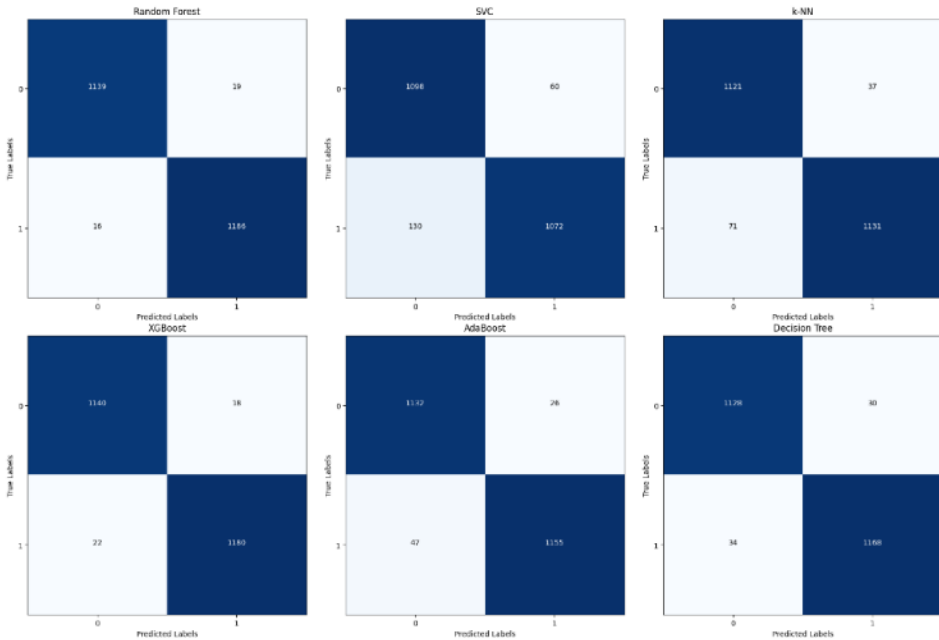 Random Forest
0
1
True Labels
1139
19
16
1186
0
1
Predicted Labels
SVC
0
1
True Labels
1098
60
130
1072
0
1
Predicted Labels
k-NN
0
1
True Labels
1121
37
71
1131
0
1
Predicted Labels
XGBoost
0
1
True Labels
1140
18
22
1180
0
1
Predicted Labels
AdaBoost
0
1
True Labels
1132
26
47
1155
0
1
Predicted Labels
Decision Tree
0
1
True Labels
1128
30
34
1168
0
1
Predicted Labels